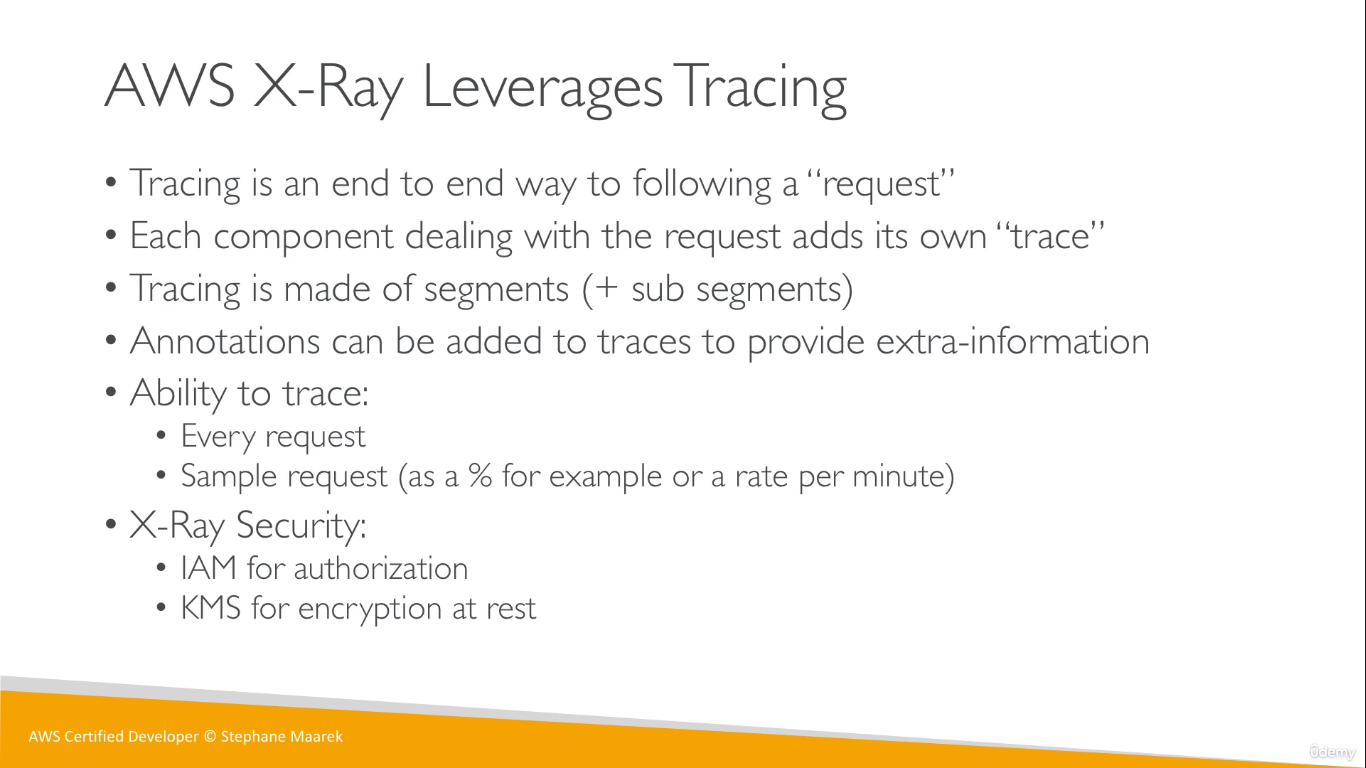 AWS X-Ray Leverages Tracing
• Tracing is an end to end way to following a “request”
• Each component dealing with the request adds its own “trace”
• Tracing is made of segments (+ sub segments)
• Annotations can be added to traces to provide extra-information
• Ability to trace:
• Every request
• Sample request (as a % for example or a rate per minute)
• X-Ray Security:
• IAM for authorization
• KMS for encryption at rest
AWS Certified Developer © Stephane Maarek
ûdemy